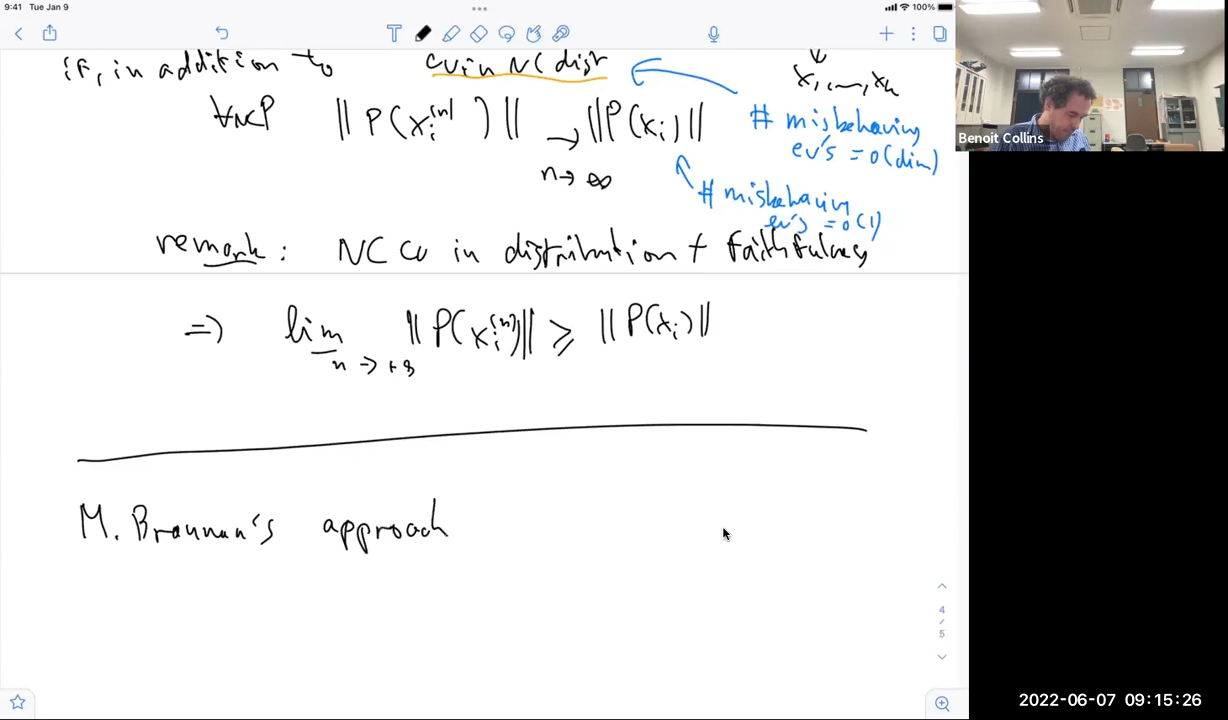 9:41 Tue Jan 9
100%
if, in addition to cv in NC dist
x1, ..., xk
∀ NC P || P(xi^(n)) || → || P(xi) ||
n → ∞
# misbehaving
ev's = o(dim)
# misbehaving
ev's = o(1)
remark: NC cv in distribution + faithfulness
=> lim || P(xi^(n)) || ≥ || P(xi) ||
n → +∞
M. Brannan's approach
4
/
5
Benoit Collins
2022-06-07 09:15:26